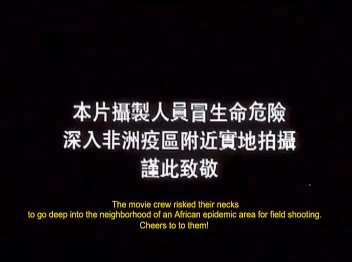 本片攝製人員冒生命危險
深入非洲疫區附近實地拍攝
謹此致敬
The movie crew risked their necks
to go deep into the neighborhood of an African epidemic area for field shooting.
Cheers to to them!